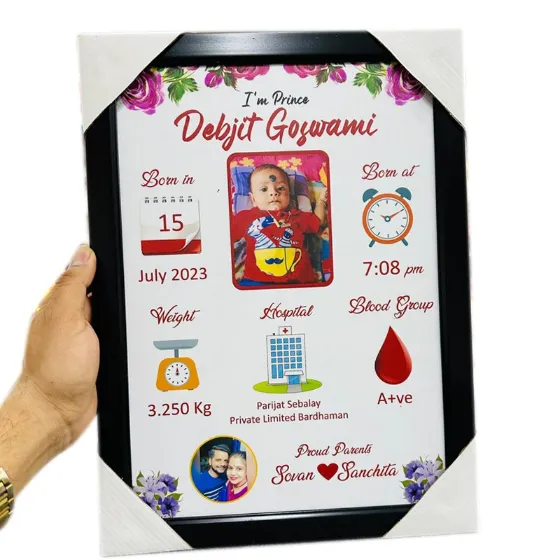 I'm Prince
Debjit Goswami
Born in
15
July 2023
Born at
7:08 pm
Weight
3.250 Kg
Hospital
Parijat Sebalay
Private Limited Bardhaman
Blood Group
A+ve
Proud Parents
Sovan Sanchita